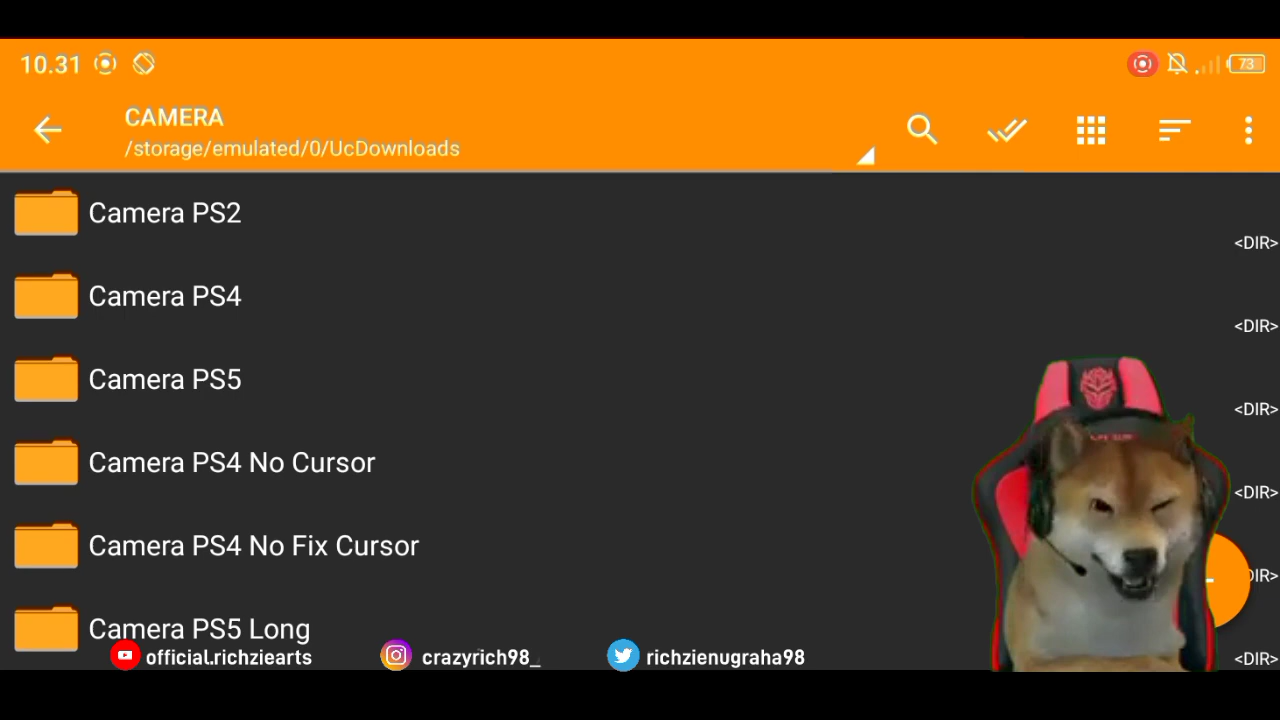 10.31
73
CAMERA
/storage/emulated/0/UcDownloads
Camera PS2
<DIR>
Camera PS4
<DIR>
Camera PS5
<DIR>
Camera PS4 No Cursor
<DIR>
Camera PS4 No Fix Cursor
DIR>
Camera PS5 Long
<DIR>
official.richziearts
crazyrich98_
richzienugraha98